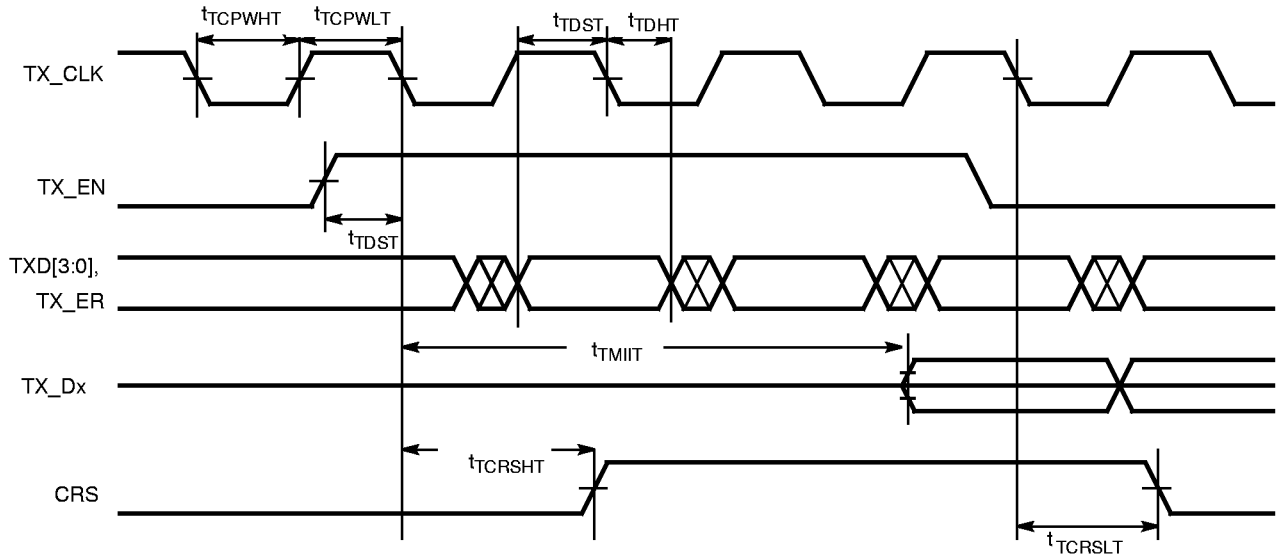 tTCPWHT tTCPWLT tTDST tTDHT
TX_CLK
TX_EN
tTDST
TXD[3:0],
TX_ER
tTMIIT
TX_Dx
tTCRSHT
CRS
tTCRSLT